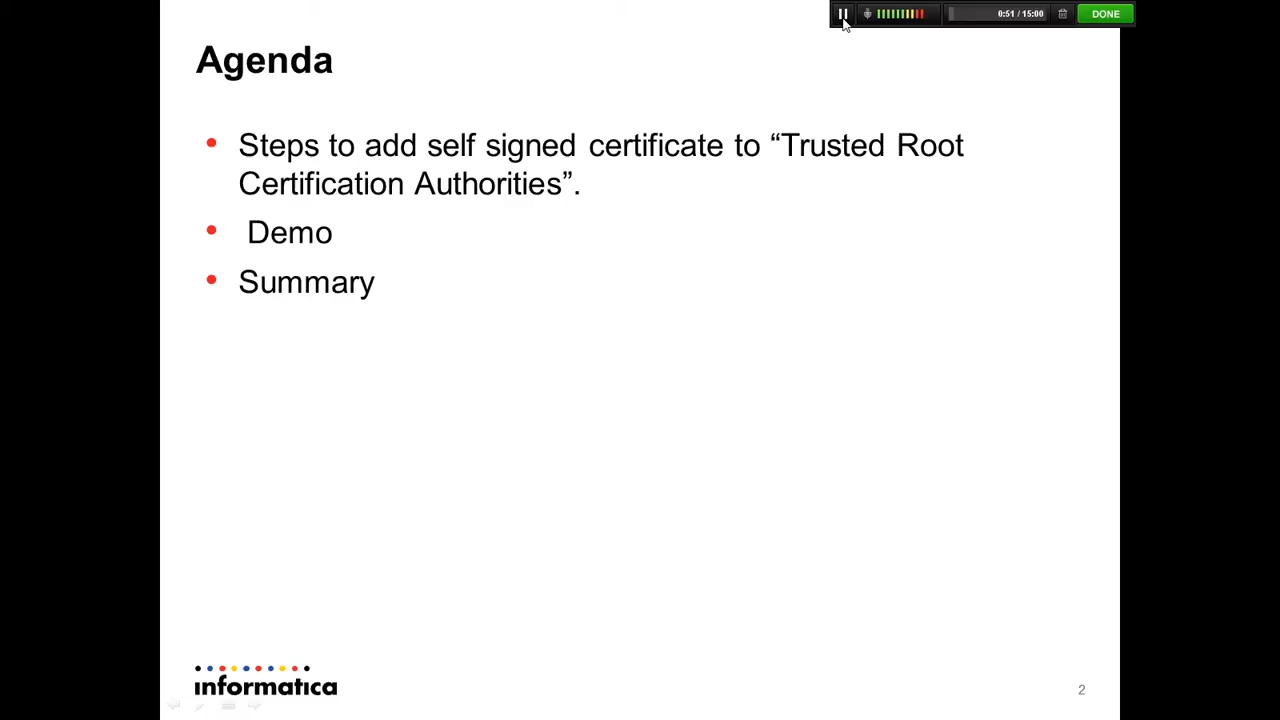 0:51 / 15:00
DONE
Agenda
• Steps to add self signed certificate to “Trusted Root
Certification Authorities”.
• Demo
• Summary
informatica
2